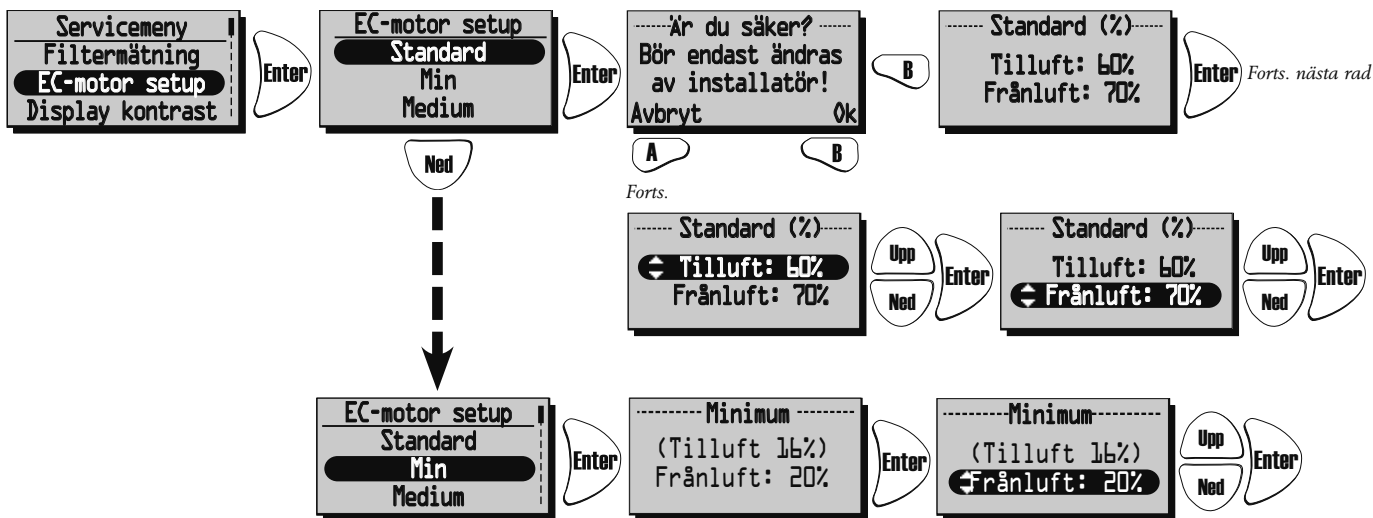 Servicemeny
Filtermätning
EC-motor setup
Display kontrast
Enter
EC-motor setup
Standard
Min
Medium
Enter
Är du säker?
Bör endast ändras
av installatör!
Avbryt Ok
A B
B
Standard (%)
Tilluft: 60%
Frånluft: 70%
Enter
Forts. nästa rad
Ned
Forts.
Standard (%)
Tilluft: 60%
Frånluft: 70%
Upp
Ned
Enter
Standard (%)
Tilluft: 60%
Frånluft: 70%
Upp
Ned
Enter
EC-motor setup
Standard
Min
Medium
Enter
Minimum
(Tilluft 16%)
Frånluft: 20%
Enter
Minimum
(Tilluft 16%)
Frånluft: 20%
Upp
Ned
Enter